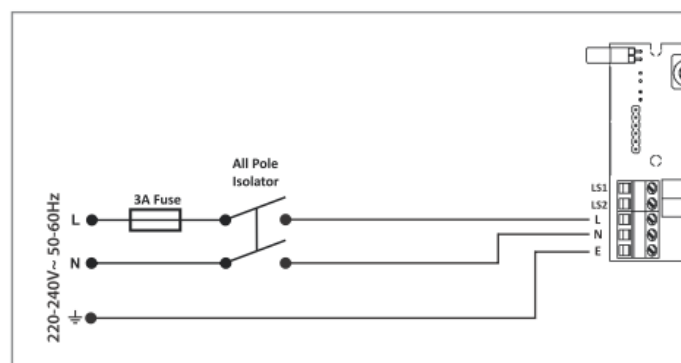 All Pole
Isolator
3A Fuse
220-240V~ 50-60Hz
L
N
LS1
LS2
L
N
E